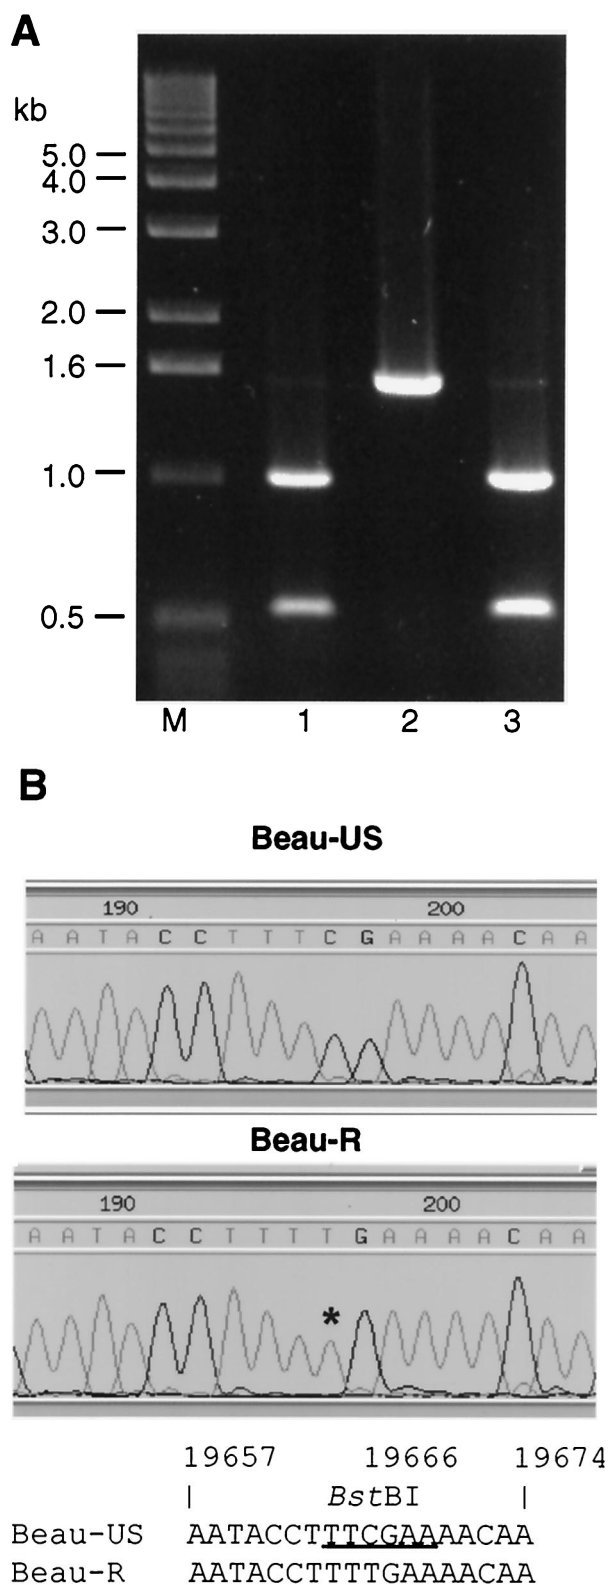 A
kb
5.0
4.0
3.0
2.0
1.6
1.0
0.5
M 1 2 3
B
Beau-US
190 200
A A T A C C T T T C G A A A A C A A
Beau-R
190 200
A A T A C C T T T T G A A A A C A A
*
19657 19666 19674
BstBI
Beau-US AATACCTTTCGAAAACAA
Beau-R AATACCTTTTGAAAACAA